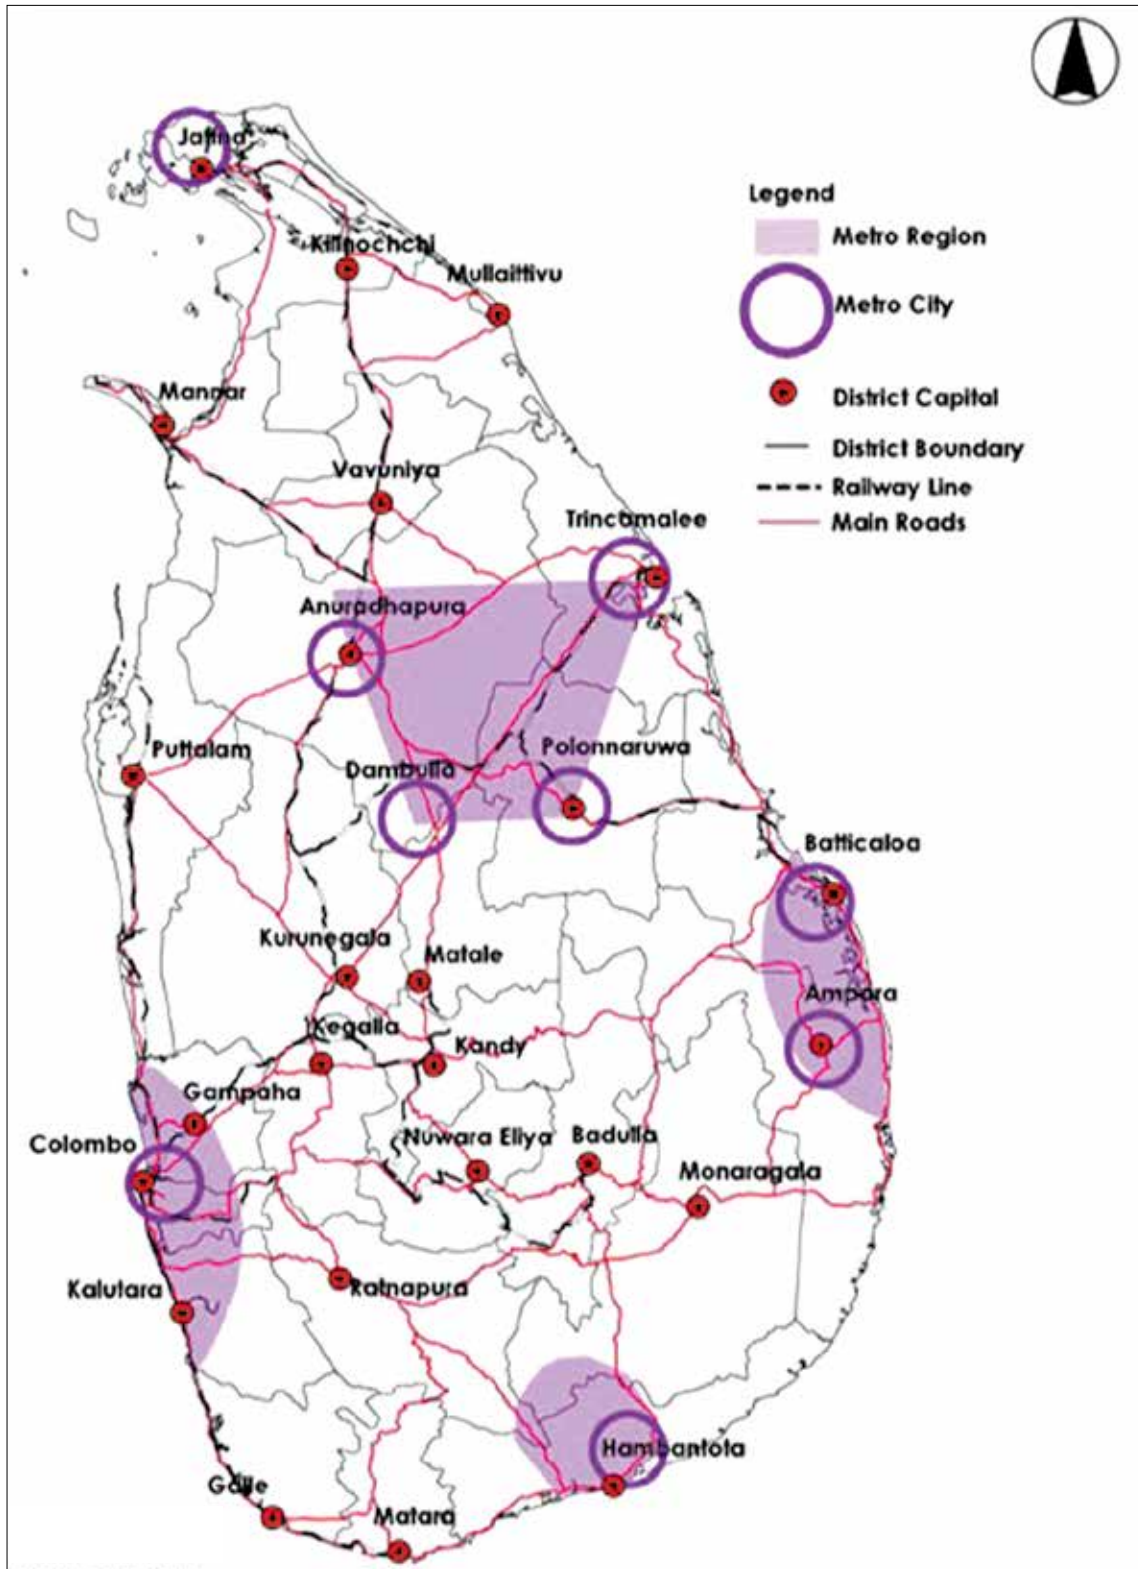 Jaffna
Legend
Metro Region
Kilinochchi
Mullaittivu
Metro City
Mannar
District Capital
District Boundary
Vavuniya
Railway Line
Trincomalee
Main Roads
Anuradhapura
Puttalam
Polonnaruwa
Dambulla
Batticaloa
Kurunegala
Matale
Ampara
Kegalla
Kandy
Gampaha
Colombo
Nuwara Eliya
Badulla
Monaragala
Kalutara
Ratnapura
Hambantota
Galle
Matara